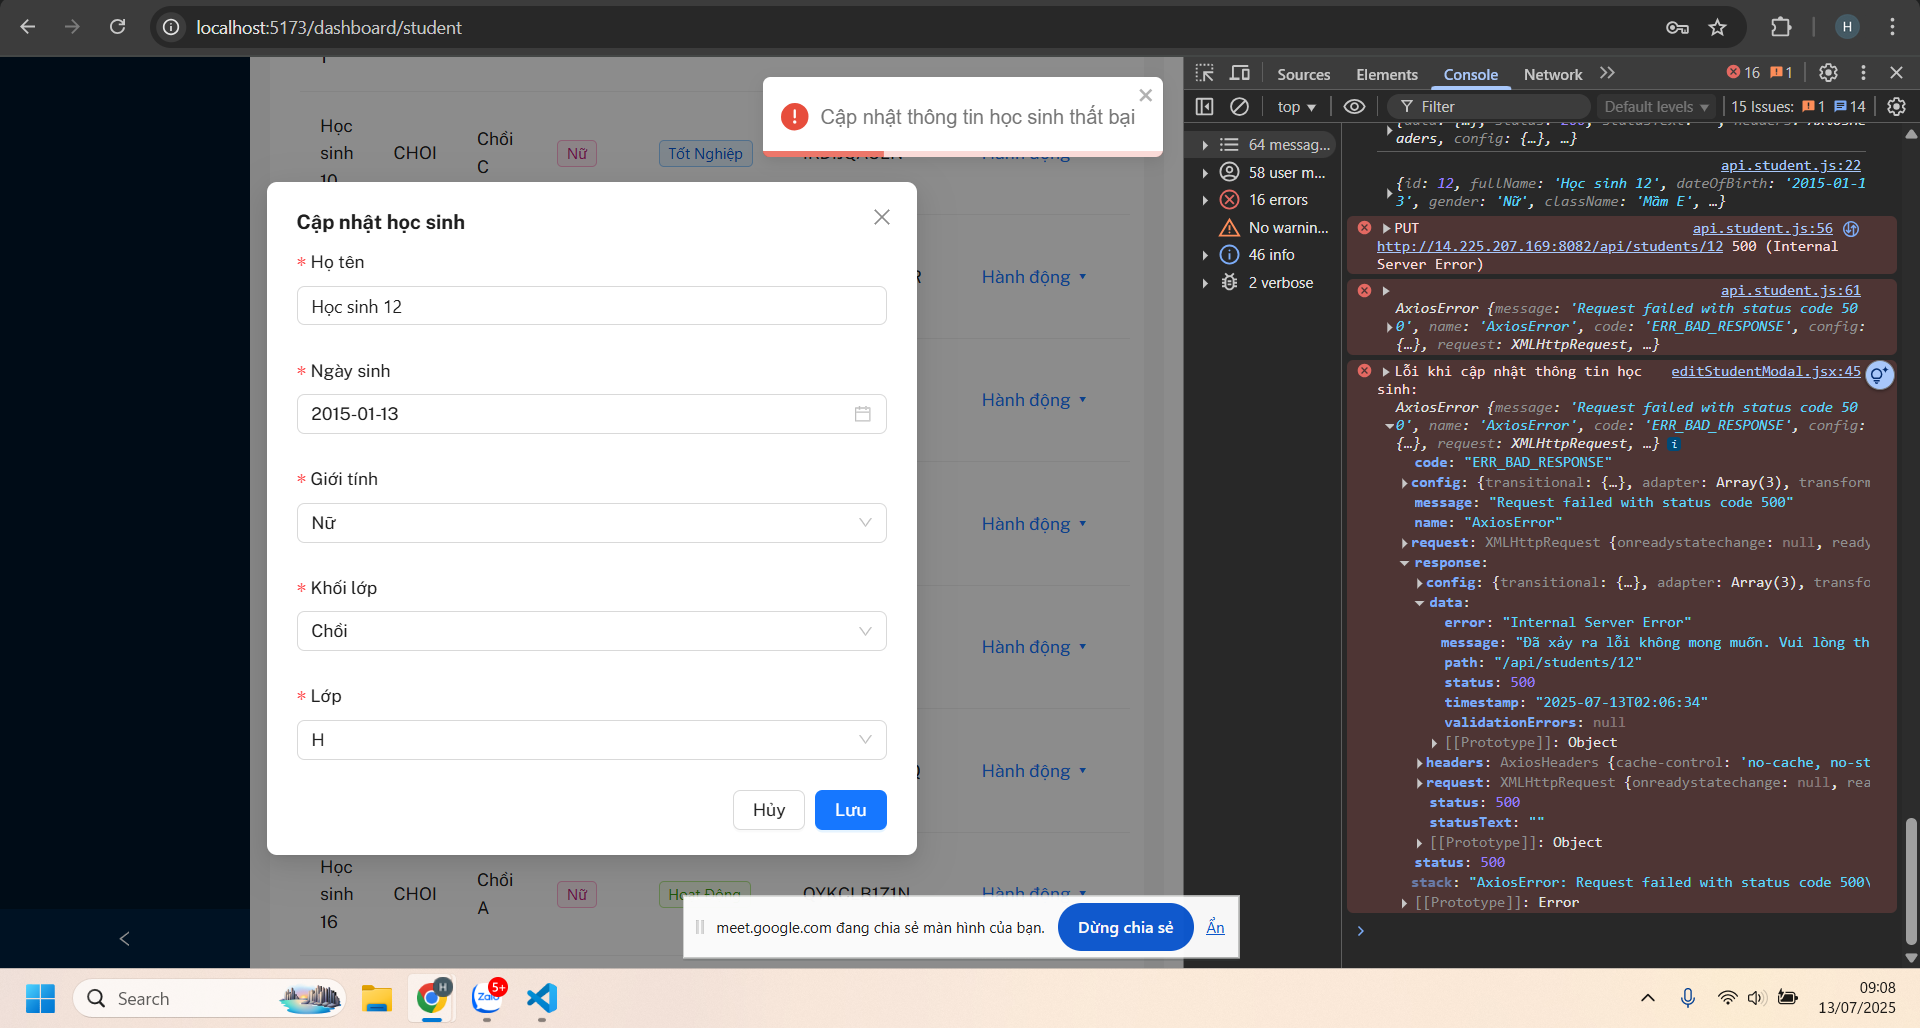 localhost:5173/dashboard/student
H
Học
sinh
10
CHOI
Chồi
C
Nữ
Tốt Nghiệp
Cập nhật thông tin học sinh thất bại
Cập nhật học sinh
* Họ tên
Học sinh 12
* Ngày sinh
2015-01-13
* Giới tính
Nữ
* Khối lớp
Chồi
* Lớp
H
Hủy
Lưu
Hành động
Hành động
Hành động
Hành động
Hành động
Học
sinh
16
CHOI
Chồi
A
Nữ
Hoạt Động
OYKCLB1Z1N
Hành động
meet.google.com đang chia sẻ màn hình của bạn.
Dừng chia sẻ
Ẩn
Sources
Elements
Console
Network
16
1
top
Filter
Default levels
15 Issues:
1
14
64 messag...
58 user m...
16 errors
No warnin...
46 info
2 verbose
aders, config: {…}, …}
api.student.js:22
{id: 12, fullName: 'Học sinh 12', dateOfBirth: '2015-01-1
3', gender: 'Nữ', className: 'Mầm E', …}
PUT api.student.js:56
http://14.225.207.169:8082/api/students/12 500 (Internal
Server Error)
api.student.js:61
AxiosError {message: 'Request failed with status code 50
0', name: 'AxiosError', code: 'ERR_BAD_RESPONSE', config:
{…}, request: XMLHttpRequest, …}
Lỗi khi cập nhật thông tin học editStudentModal.jsx:45
sinh:
AxiosError {message: 'Request failed with status code 50
0', name: 'AxiosError', code: 'ERR_BAD_RESPONSE', config:
{…}, request: XMLHttpRequest, …} i
code: "ERR_BAD_RESPONSE"
config: {transitional: {…}, adapter: Array(3), transform
message: "Request failed with status code 500"
name: "AxiosError"
request: XMLHttpRequest {onreadystatechange: null, ready
response:
config: {transitional: {…}, adapter: Array(3), transfo
data:
error: "Internal Server Error"
message: "Đã xảy ra lỗi không mong muốn. Vui lòng th
path: "/api/students/12"
status: 500
timestamp: "2025-07-13T02:06:34"
validationErrors: null
[[Prototype]]: Object
headers: AxiosHeaders {cache-control: 'no-cache, no-st
request: XMLHttpRequest {onreadystatechange: null, rea
status: 500
statusText: ""
[[Prototype]]: Object
status: 500
stack: "AxiosError: Request failed with status code 500\
[[Prototype]]: Error
Search
H
Zalo
5+
09:08
13/07/2025